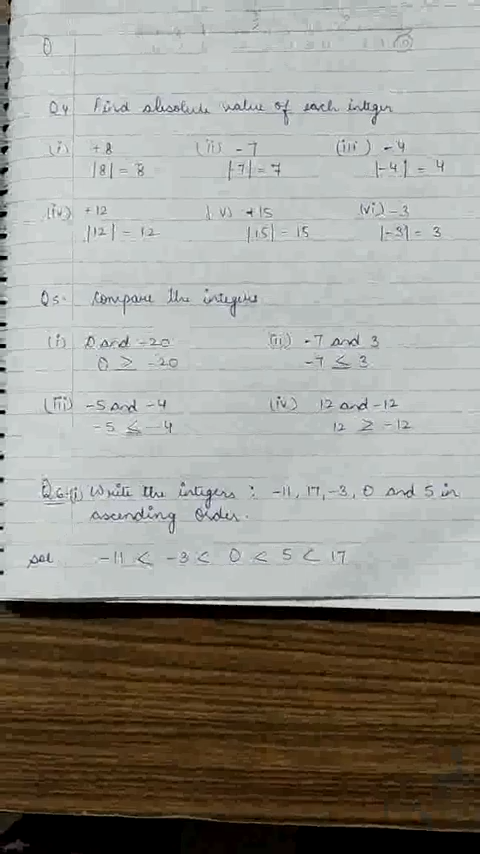 Q4 Find absolute value of each integer
(i) +8 (ii) -7 (iii) -4
|8| = 8 |-7| = 7 |-4| = 4
(iv) +12 (v) +15 (vi) -3
|12| = 12 |15| = 15 |-3| = 3
Q5. Compare the integers
(i) 0 and -20 (ii) -7 and 3
0 ≥ -20 -7 ≤ 3
(iii) -5 and -4 (iv) 12 and -12
-5 ≤ -4 12 ≥ -12
Q6.(i) Write the integers : -11, 17, -3, 0 and 5 in
ascending order.
sol -11 < -3 < 0 < 5 < 17